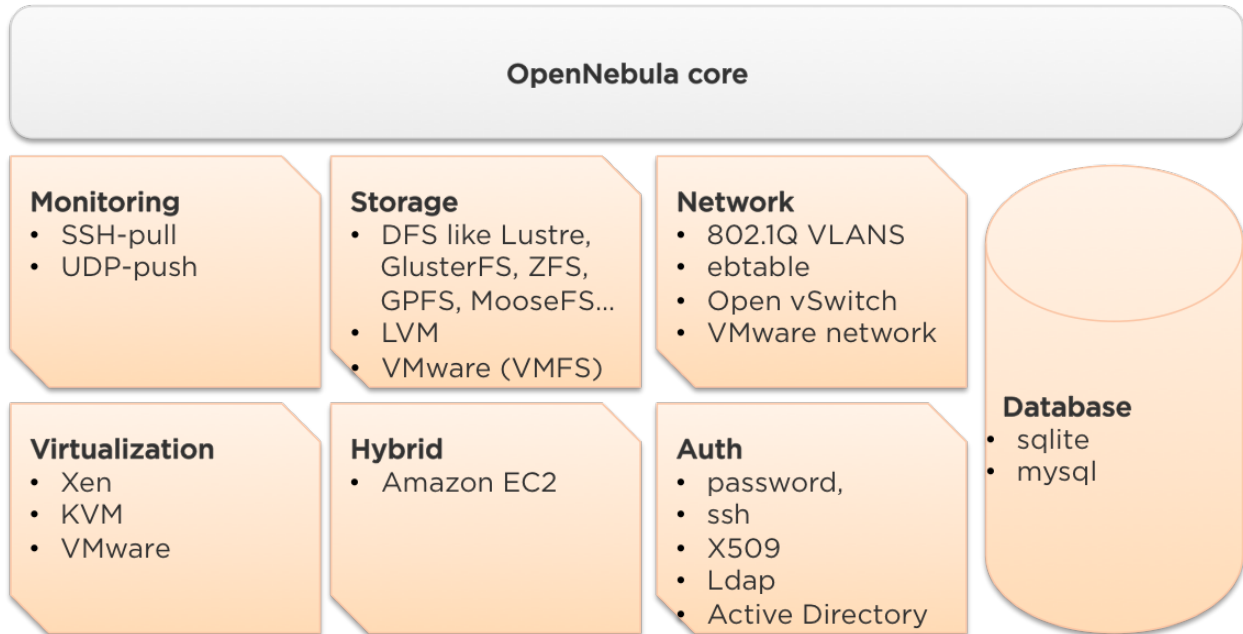 OpenNebula core
Monitoring
• SSH-pull
• UDP-push
Storage
• DFS like Lustre,
GlusterFS, ZFS,
GPFS, MooseFS...
• LVM
• VMware (VMFS)
Network
• 802.1Q VLANS
• ebtable
• Open vSwitch
• VMware network
Virtualization
• Xen
• KVM
• VMware
Hybrid
• Amazon EC2
Auth
• password,
• ssh
• X509
• Ldap
• Active Directory
Database
• sqlite
• mysql